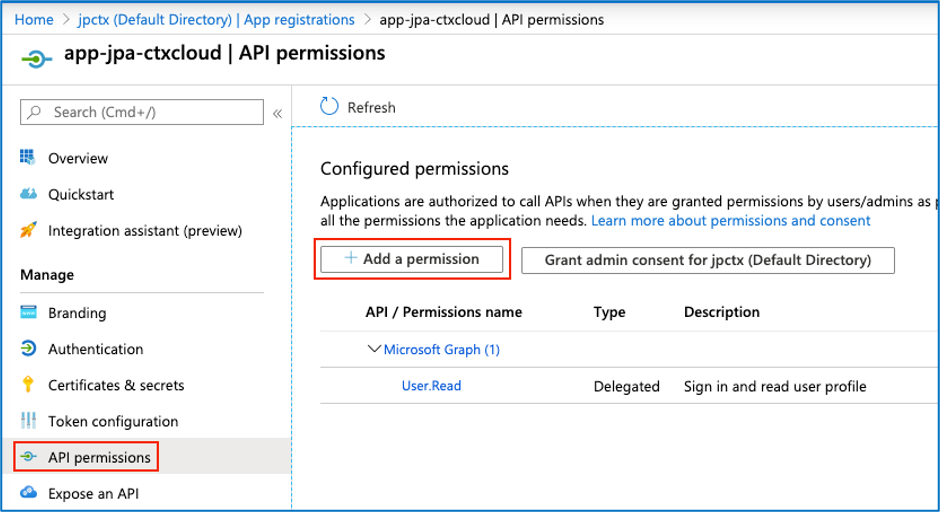 Home > jpctx (Default Directory) | App registrations > app-jpa-ctxcloud | API permissions
app-jpa-ctxcloud | API permissions
Search (Cmd+/)
«
Overview
Quickstart
Integration assistant (preview)
Manage
Branding
Authentication
Certificates & secrets
Token configuration
API permissions
Expose an API
Refresh
Configured permissions
Applications are authorized to call APIs when they are granted permissions by users/admins as
all the permissions the application needs. Learn more about permissions and consent
+ Add a permission
Grant admin consent for jpctx (Default Directory)
API / Permissions name Type Description
Microsoft Graph (1)
User.Read Delegated Sign in and read user profile